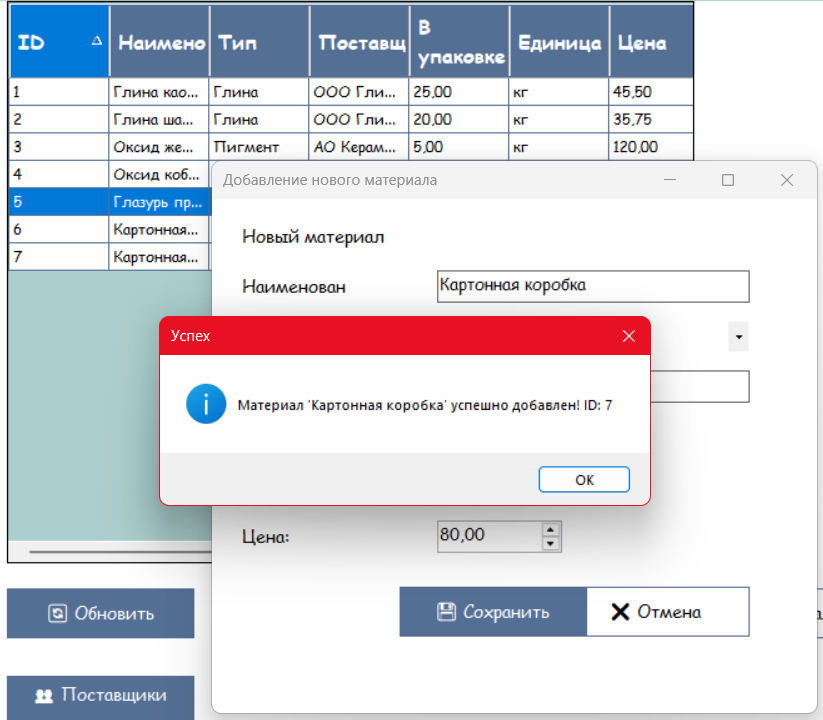 ID Наимено Тип Поставщ В упаковке Единица Цена
1 Глина као... Глина ООО Гли... 25,00 кг 45,50
2 Глина ша... Глина ООО Гли... 20,00 кг 35,75
3 Оксид же... Пигмент АО Керам... 5,00 кг 120,00
4 Оксид коб...
5 Глазурь пр...
6 Картонная...
7 Картонная...
Добавление нового материала
Новый материал
Наименован Картонная коробка
Успех
Материал 'Картонная коробка' успешно добавлен! ID: 7
OK
Цена: 80,00
Сохранить Отмена
Обновить
Поставщики